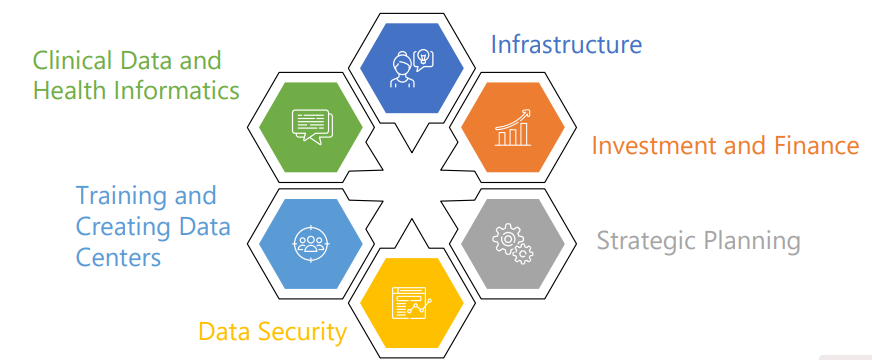 Infrastructure
Clinical Data and
Health Informatics
Investment and Finance
Training and
Creating Data
Centers
Strategic Planning
Data Security